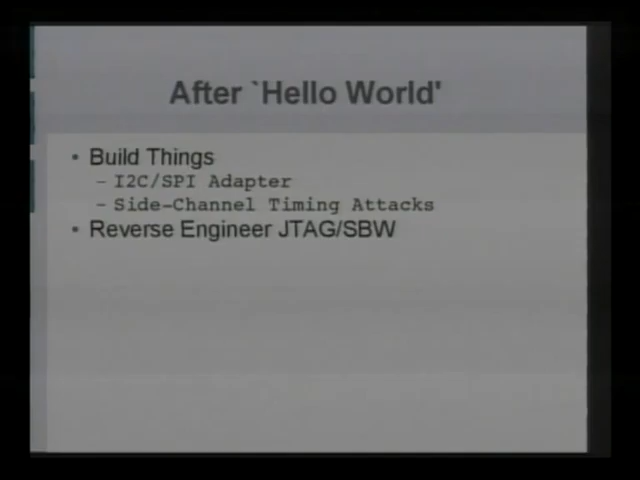 After `Hello World'
• Build Things
– I2C/SPI Adapter
– Side-Channel Timing Attacks
• Reverse Engineer JTAG/SBW